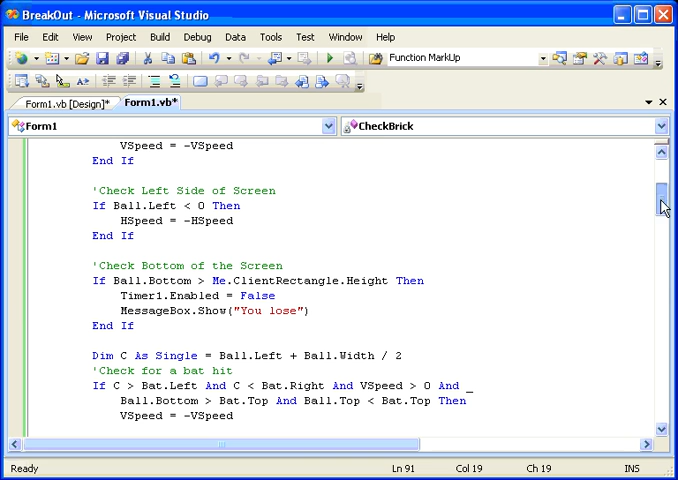 BreakOut - Microsoft Visual Studio
File Edit View Project Build Debug Data Tools Test Window Help
Function MarkUp
Form1.vb [Design]* Form1.vb*
Form1 CheckBrick
VSpeed = -VSpeed
End If
'Check Left Side of Screen
If Ball.Left < 0 Then
HSpeed = -HSpeed
End If
'Check Bottom of the Screen
If Ball.Bottom > Me.ClientRectangle.Height Then
Timer1.Enabled = False
MessageBox.Show("You lose")
End If
Dim C As Single = Ball.Left + Ball.Width / 2
'Check for a bat hit
If C > Bat.Left And C < Bat.Right And VSpeed > 0 And _
Ball.Bottom > Bat.Top And Ball.Top < Bat.Top Then
VSpeed = -VSpeed
Ready Ln 91 Col 19 Ch 19 INS